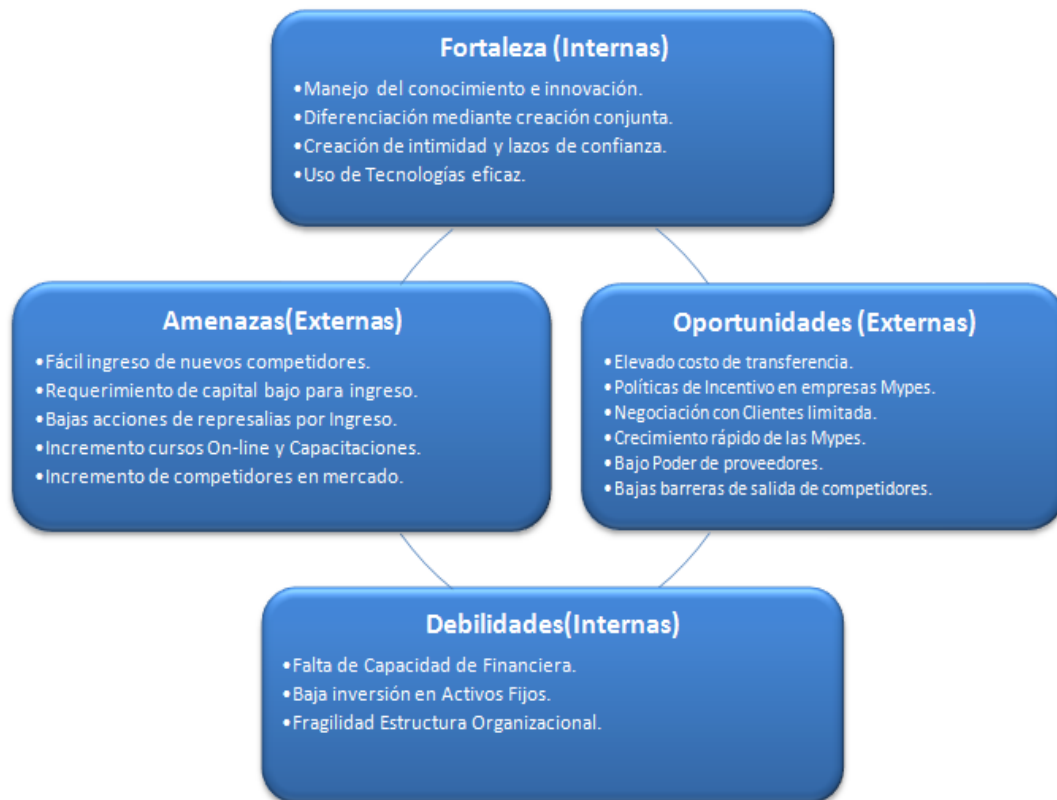 Fortaleza (Internas)
•Manejo del conocimiento e innovación.
•Diferenciación mediante creación conjunta.
•Creación de intimidad y lazos de confianza.
•Uso de Tecnologías eficaz.
Amenazas(Externas)
•Fácil ingreso de nuevos competidores.
•Requerimiento de capital bajo para ingreso.
•Bajas acciones de represalias por Ingreso.
•Incremento cursos On-line y Capacitaciones.
•Incremento de competidores en mercado.
Oportunidades (Externas)
•Elevado costo de transferencia.
•Políticas de Incentivo en empresas Mypes.
•Negociación con Clientes limitada.
•Crecimiento rápido de las Mypes.
•Bajo Poder de proveedores.
•Bajas barreras de salida de competidores.
Debilidades(Internas)
•Falta de Capacidad de Financiera.
•Baja inversión en Activos Fijos.
•Fragilidad Estructura Organizacional.